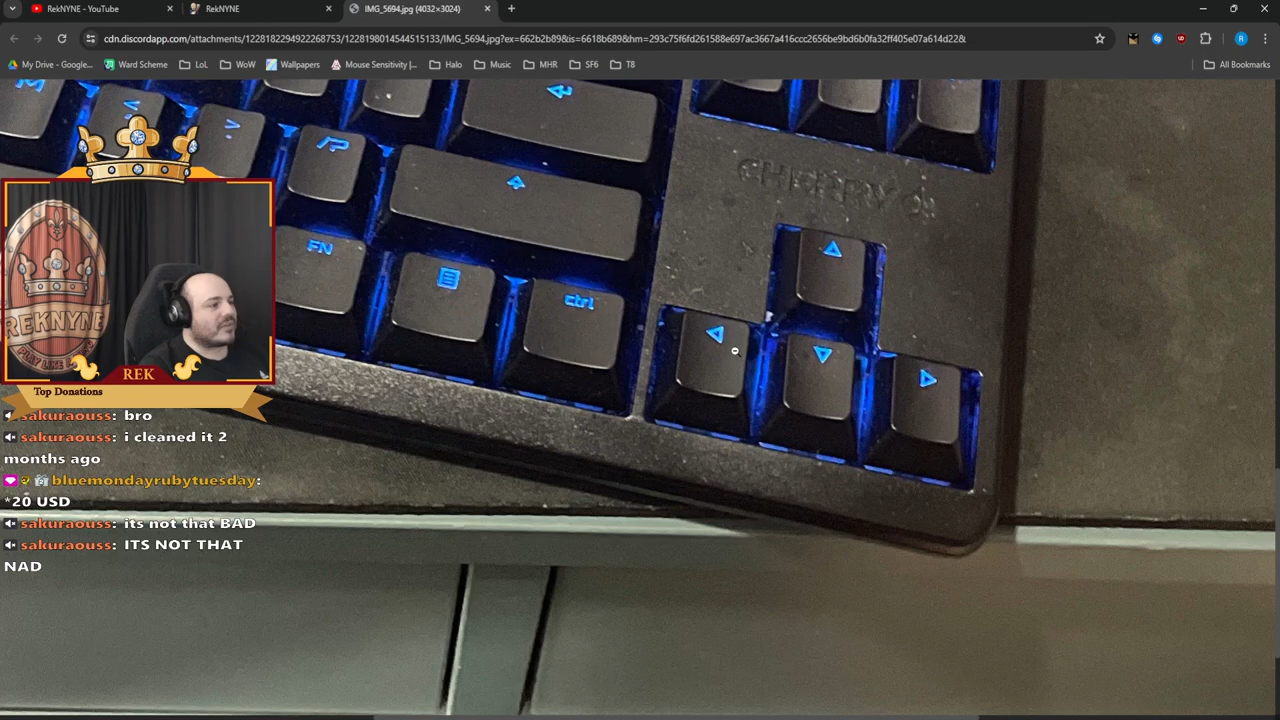 RekNYNE - YouTube
RekNYNE
IMG_5694.jpg (4032×3024)
cdn.discordapp.com/attachments/1228182294922268753/1228198014544515133/IMG_5694.jpg?ex=662b2b89&is=6618b689&hm=293c75f6fd261588e697ac3667a416ccc2656be9bd6b0fa32ff405e07a614d22&
My Drive - Google...
Ward Scheme
LoL
WoW
Wallpapers
Mouse Sensitivity |...
Halo
Music
MHR
SF6
T8
All Bookmarks
M
<
>
/?
CHERRY
FN
ctrl
REKNYNE
REK
Top Donations
sakuraouss: bro
sakuraouss: i cleaned it 2
months ago
bluemondayrubytuesday:
*20 USD
sakuraouss: its not that BAD
sakuraouss: ITS NOT THAT
NAD